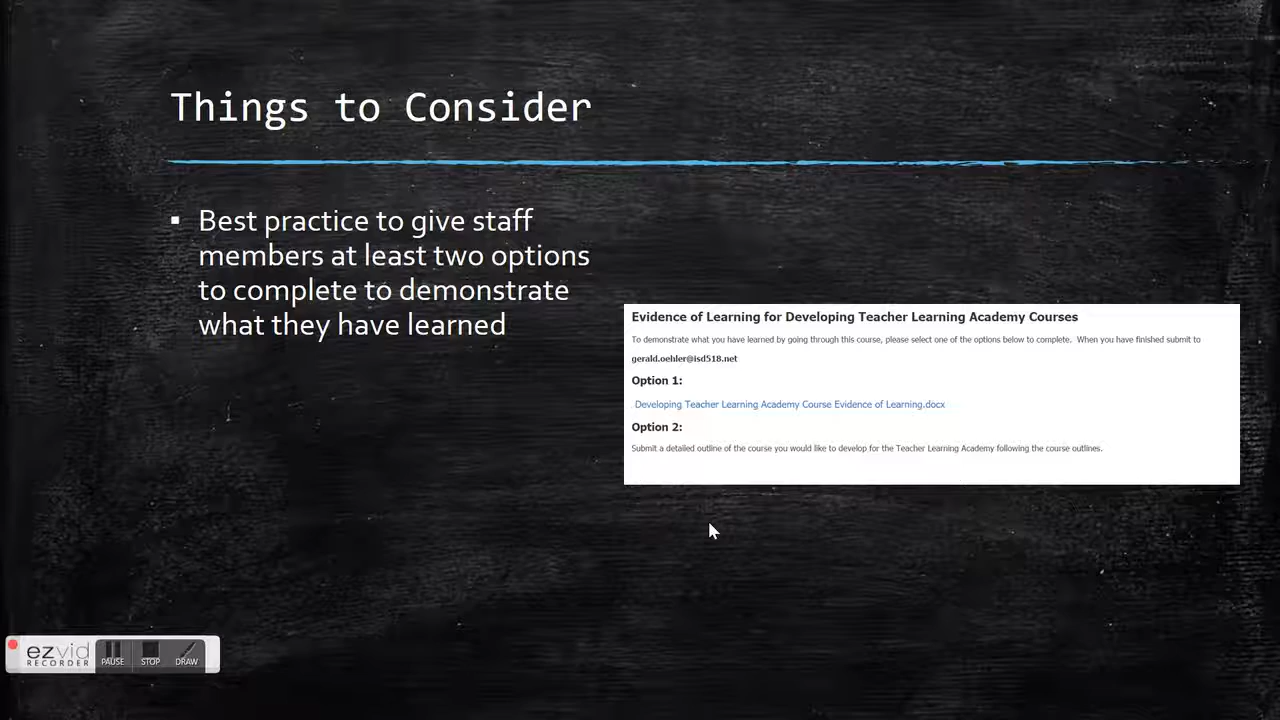 Things to Consider
▪ Best practice to give staff
members at least two options
to complete to demonstrate
what they have learned
Evidence of Learning for Developing Teacher Learning Academy Courses
To demonstrate what you have learned by going through this course, please select one of the options below to complete. When you have finished submit to
gerald.oehler@isd518.net
Option 1:
Developing Teacher Learning Academy Course Evidence of Learning.docx
Option 2:
Submit a detailed outline of the course you would like to develop for the Teacher Learning Academy following the course outlines.
ezvid
RECORDER
PAUSE STOP DRAW